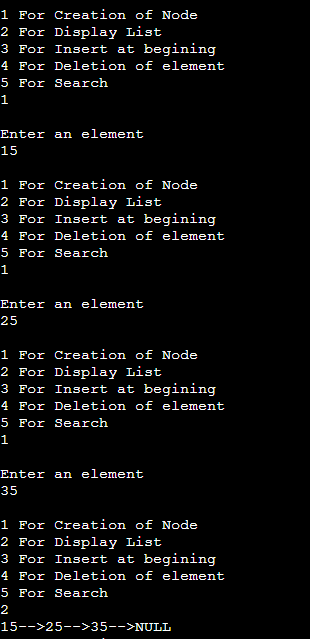 1 For Creation of Node
2 For Display List
3 For Insert at begining
4 For Deletion of element
5 For Search
1
Enter an element
15
1 For Creation of Node
2 For Display List
3 For Insert at begining
4 For Deletion of element
5 For Search
1
Enter an element
25
1 For Creation of Node
2 For Display List
3 For Insert at begining
4 For Deletion of element
5 For Search
1
Enter an element
35
1 For Creation of Node
2 For Display List
3 For Insert at begining
4 For Deletion of element
5 For Search
2
15-->25-->35-->NULL